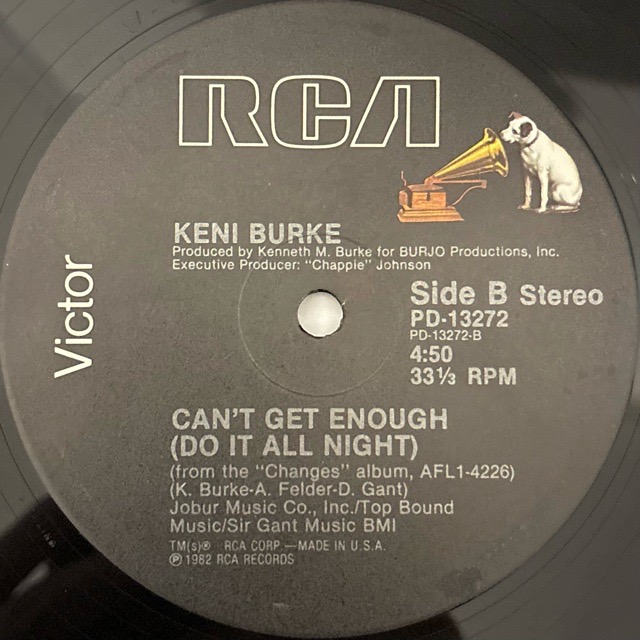 RCA
Victor
KENI BURKE
Produced by Kenneth M. Burke for BURJO Productions, Inc.
Executive Producer: "Chappie" Johnson
Side B Stereo
PD-13272
PD-13272-B
4:50
33⅓ RPM
CAN'T GET ENOUGH
(DO IT ALL NIGHT)
(from the "Changes" album, AFL1-4226)
(K. Burke-A. Felder-D. Gant)
Jobur Music Co., Inc./Top Bound
Music/Sir Gant Music BMI
TM(s)® RCA CORP.—MADE IN U.S.A.
℗ 1982 RCA RECORDS